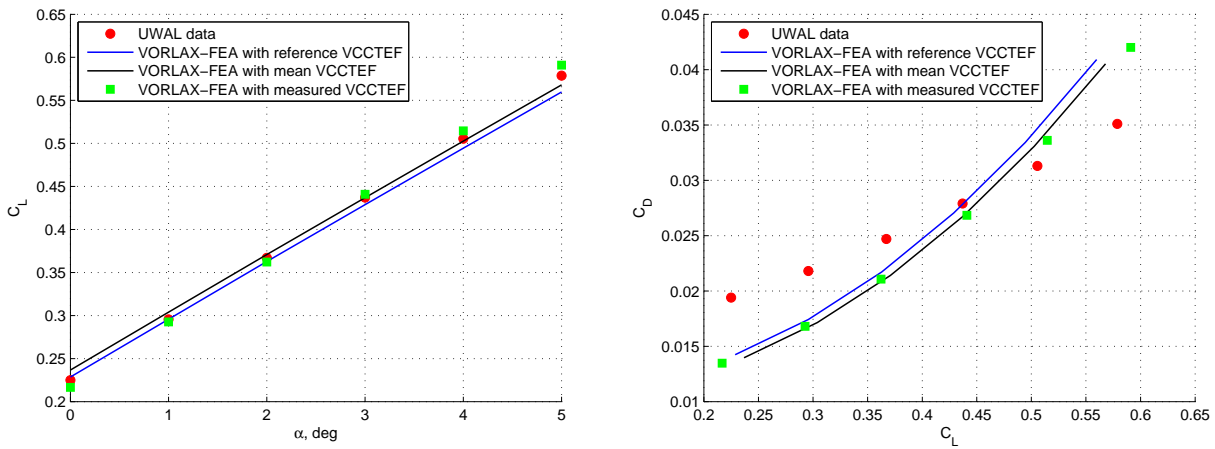 0.65
0.55
0.5
0.45
0.4
0.35
0.3
0.25
0.2
C_L
0 1 2 3 4 5
α, deg
UWAL data
VORLAX−FEA with reference VCCTEF
VORLAX−FEA with mean VCCTEF
VORLAX−FEA with measured VCCTEF
0.045
0.04
0.035
0.03
0.025
0.02
0.015
0.01
C_D
0.2 0.25 0.3 0.35 0.4 0.45 0.5 0.55 0.6 0.65
C_L
UWAL data
VORLAX−FEA with reference VCCTEF
VORLAX−FEA with mean VCCTEF
VORLAX−FEA with measured VCCTEF